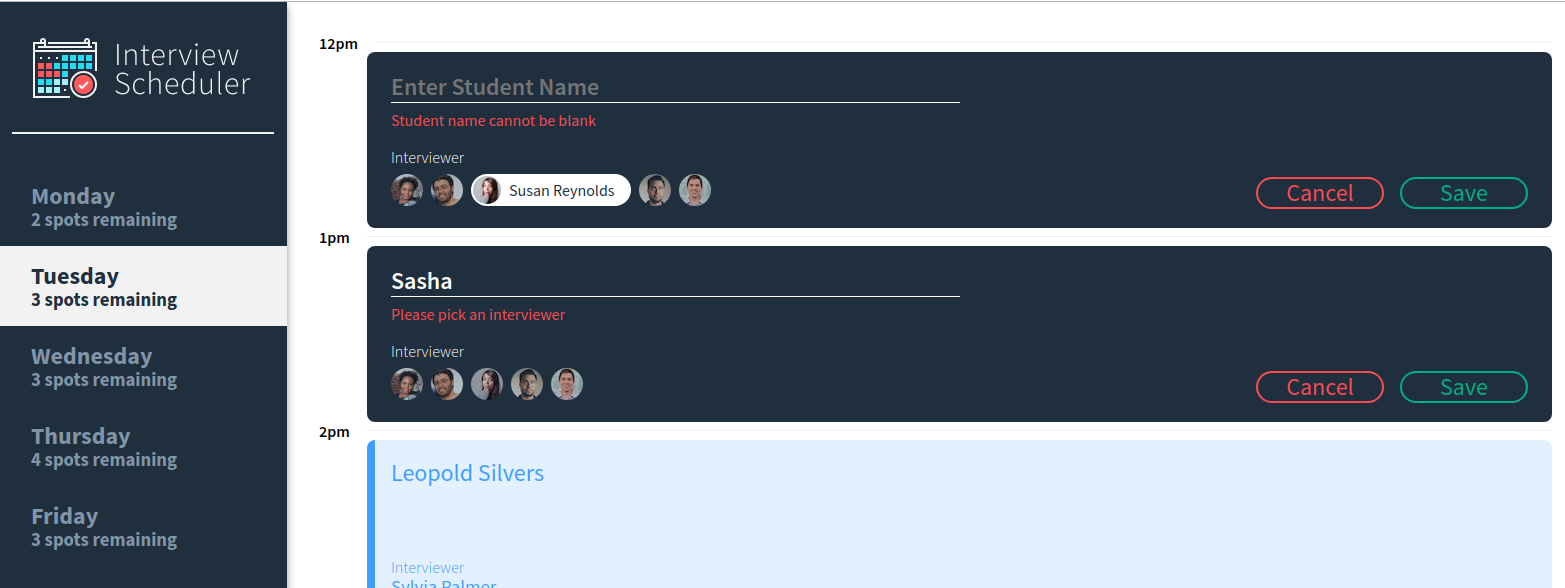 Interview
Scheduler
Monday
2 spots remaining
Tuesday
3 spots remaining
Wednesday
3 spots remaining
Thursday
4 spots remaining
Friday
3 spots remaining
12pm
Enter Student Name
Student name cannot be blank
Interviewer
Susan Reynolds
Cancel Save
1pm
Sasha
Please pick an interviewer
Interviewer
Cancel Save
2pm
Leopold Silvers
Interviewer
Sylvia Palmer